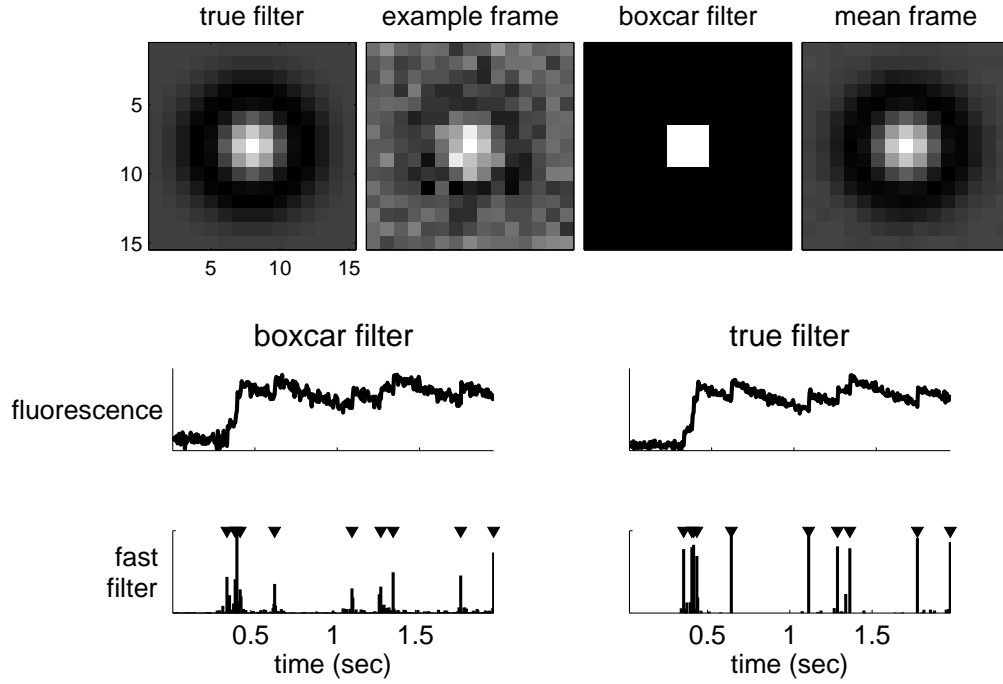 true filter
example frame
boxcar filter
mean frame
5
10
15
5
10
15
boxcar filter
true filter
fluorescence
fast
filter
0.5
1
1.5
time (sec)
0.5
1
1.5
time (sec)